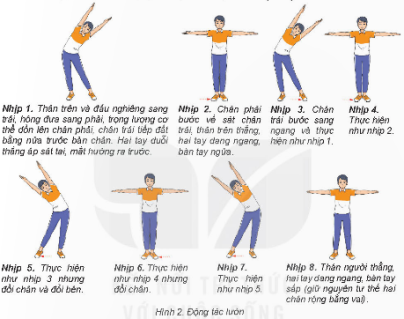 Nhịp 1. Thân trên và đầu nghiêng sang
trái, hông đưa sang phải, trọng lượng cơ
thể dồn lên chân phải, chân trái tiếp đất
bằng nửa trước bàn chân. Hai tay duỗi
thẳng áp sát tai, mắt hướng ra trước.
Nhịp 2. Chân phải
bước về sát chân
trái, thân trên thẳng,
hai tay dang ngang,
bàn tay ngửa.
Nhịp 3. Chân
trái bước sang
ngang và thực
hiện như nhịp 1.
Nhịp 4.
Thực hiện
như nhịp 2.
Nhịp 5. Thực hiện
như nhịp 3 nhưng
đổi chân và đổi bên.
Nhịp 6. Thực hiện
như nhịp 4 nhưng
đổi chân.
Nhịp 7.
Thực hiện
như nhịp 5.
Nhịp 8. Thân người thẳng,
hai tay dang ngang, bàn tay
sấp (giữ nguyên tư thế hai
chân rộng bằng vai).
Hình 2. Động tác lườn